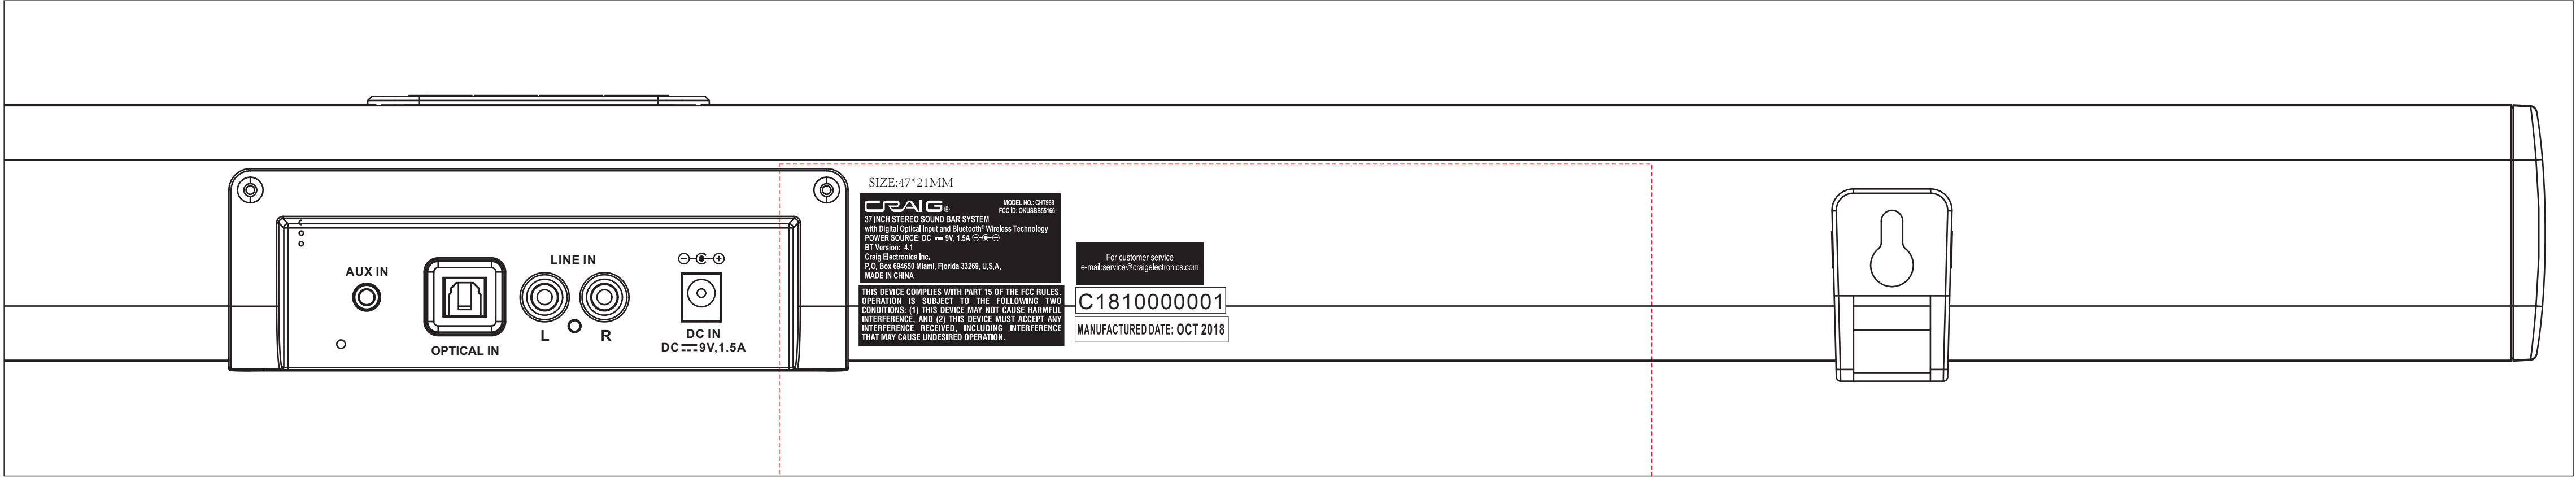 SIZE:47*21MM
CRAIG®
MODEL NO.: CHT988
FCC ID: OKUSBB55166
37 INCH STEREO SOUND BAR SYSTEM
with Digital Optical Input and Bluetooth® Wireless Technology
POWER SOURCE: DC ⎓ 9V, 1.5A
BT Version: 4.1
Craig Electronics Inc.
P.O. Box 694650 Miami, Florida 33269, U.S.A.
MADE IN CHINA
THIS DEVICE COMPLIES WITH PART 15 OF THE FCC RULES.
OPERATION IS SUBJECT TO THE FOLLOWING TWO
CONDITIONS: (1) THIS DEVICE MAY NOT CAUSE HARMFUL
INTERFERENCE, AND (2) THIS DEVICE MUST ACCEPT ANY
INTERFERENCE RECEIVED, INCLUDING INTERFERENCE
THAT MAY CAUSE UNDESIRED OPERATION.
For customer service
e-mail:service@craigelectronics.com
C1810000001
MANUFACTURED DATE: OCT 2018
AUX IN
OPTICAL IN
LINE IN
L R
DC IN
DC⎓9V,1.5A